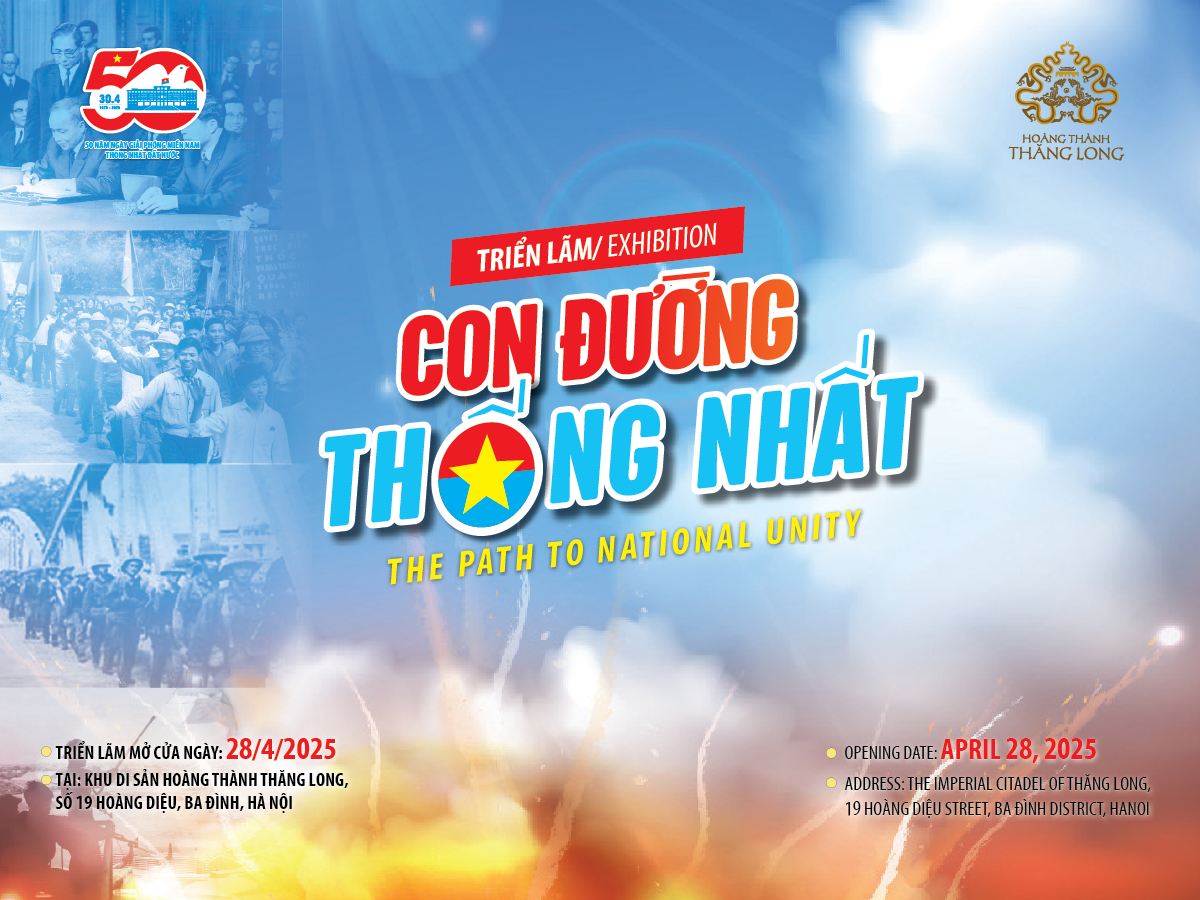 50
30.4
1975 - 2025
50 NĂM NGÀY GIẢI PHÓNG MIỀN NAM
THỐNG NHẤT ĐẤT NƯỚC
HOÀNG THÀNH
THĂNG LONG
TRIỂN LÃM/ EXHIBITION
CON ĐƯỜNG
THỐNG NHẤT
THE PATH TO NATIONAL UNITY
TRIỂN LÃM MỞ CỬA NGÀY: 28/4/2025
TẠI: KHU DI SẢN HOÀNG THÀNH THĂNG LONG,
SỐ 19 HOÀNG DIỆU, BA ĐÌNH, HÀ NỘI
OPENING DATE: APRIL 28, 2025
ADDRESS: THE IMPERIAL CITADEL OF THĂNG LONG,
19 HOÀNG DIỆU STREET, BA ĐÌNH DISTRICT, HANOI